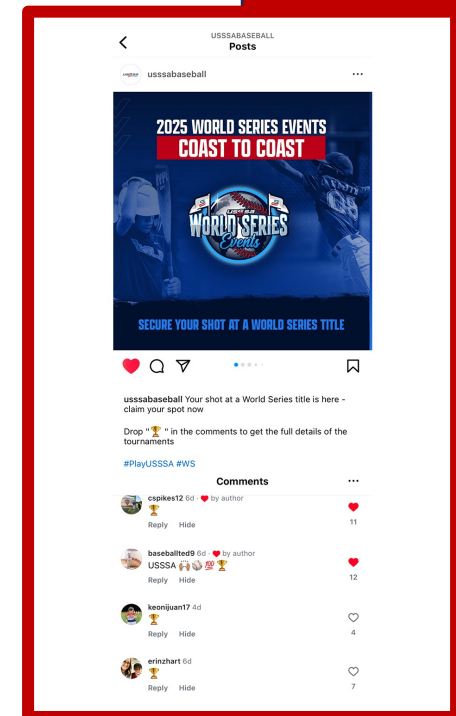 USSSABASEBALL
Posts
usssabaseball
2025 WORLD SERIES EVENTS
COAST TO COAST
USSSA
WORLD SERIES
Events
SECURE YOUR SHOT AT A WORLD SERIES TITLE
usssabaseball Your shot at a World Series title is here -
claim your spot now
Drop "🏆 " in the comments to get the full details of the
tournaments
#PlayUSSSA #WS
Comments
cspikes12 6d · ❤️ by author
🏆
11
Reply Hide
baseballted9 6d · ❤️ by author
USSSA 🙌🏼⚾💯🏆
12
Reply Hide
keonijuan17 4d
🏆
4
Reply Hide
erinzhart 6d
🏆
7
Reply Hide